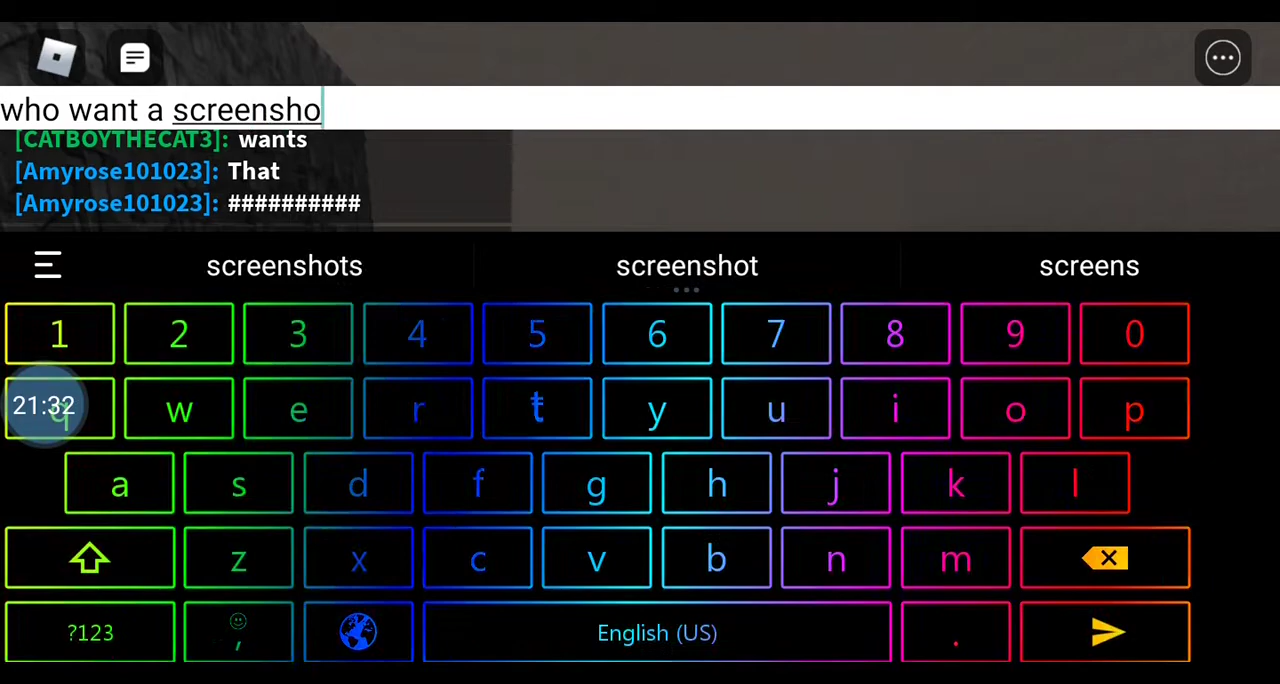 who want a screensho
[CATBOYTHECAT3]: wants
[Amyrose101023]: That
[Amyrose101023]: ##########
screenshots screenshot screens
1 2 3 4 5 6 7 8 9 0
21:32
q w e r t y u i o p
a s d f g h j k l
z x c v b n m
?123 , English (US) .